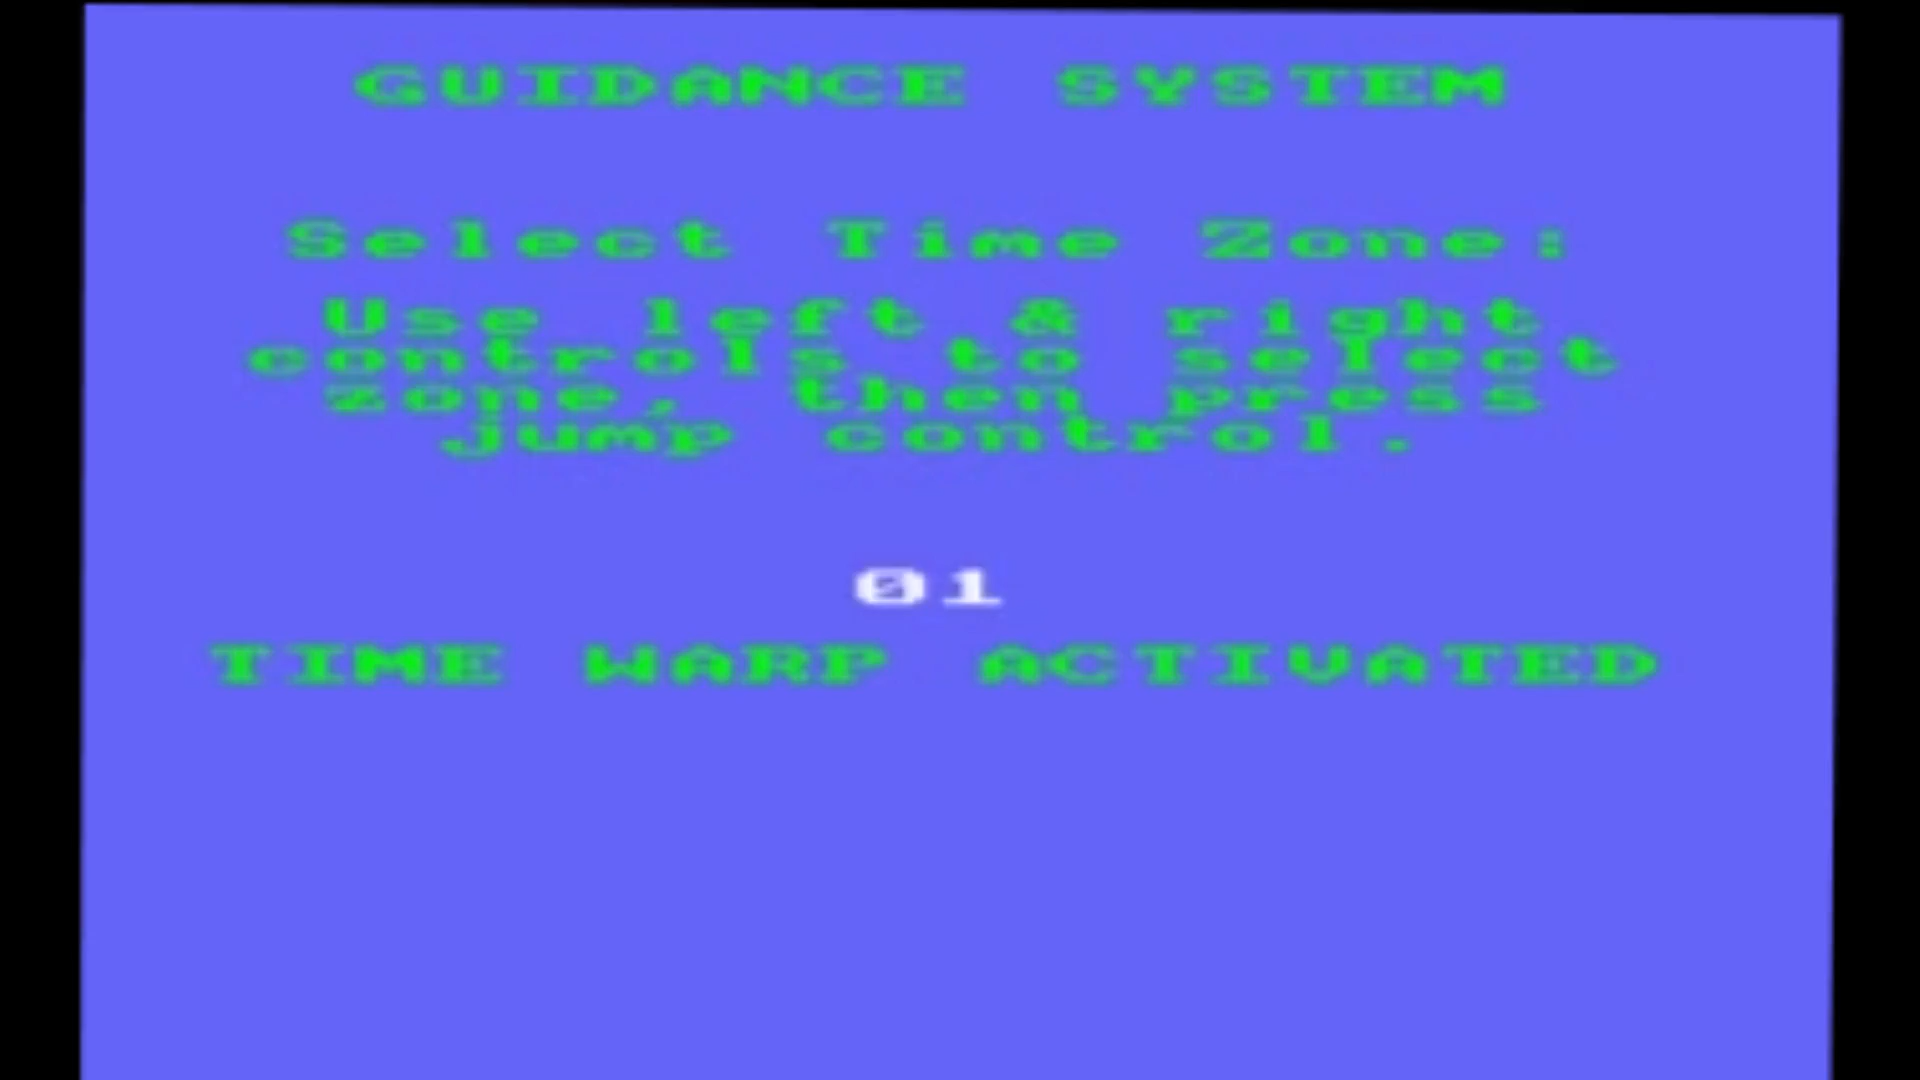 GUIDANCE SYSTEM
Select Time Zone:
Use left & right
controls to select
zone, then press
jump control.
01
TIME WARP ACTIVATED